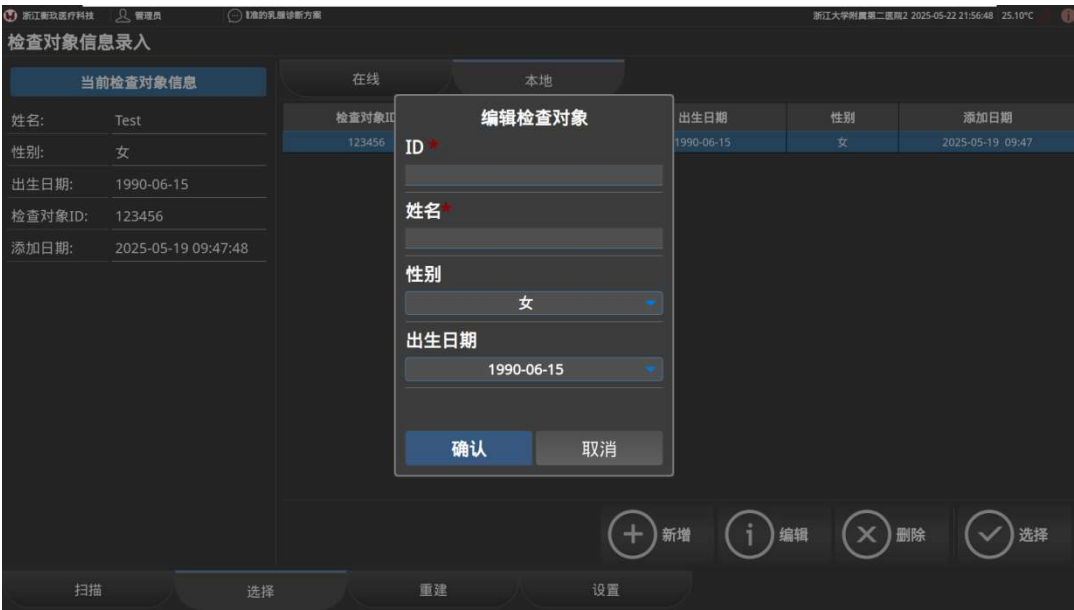 浙江衡玖医疗科技 管理员
的乳腺诊断方案
浙江大学附属第二医院2 2025-05-22 21:56:48 25.10°C
检查对象信息录入
当前检查对象信息
姓名: Test
性别: 女
出生日期: 1990-06-15
检查对象ID: 123456
添加日期: 2025-05-19 09:47:48
在线 本地
检查对象ID 出生日期 性别 添加日期
123456 1990-06-15 女 2025-05-19 09:47
编辑检查对象
ID *
姓名*
性别
女
出生日期
1990-06-15
确认 取消
新增 编辑 删除 选择
扫描 选择 重建 设置